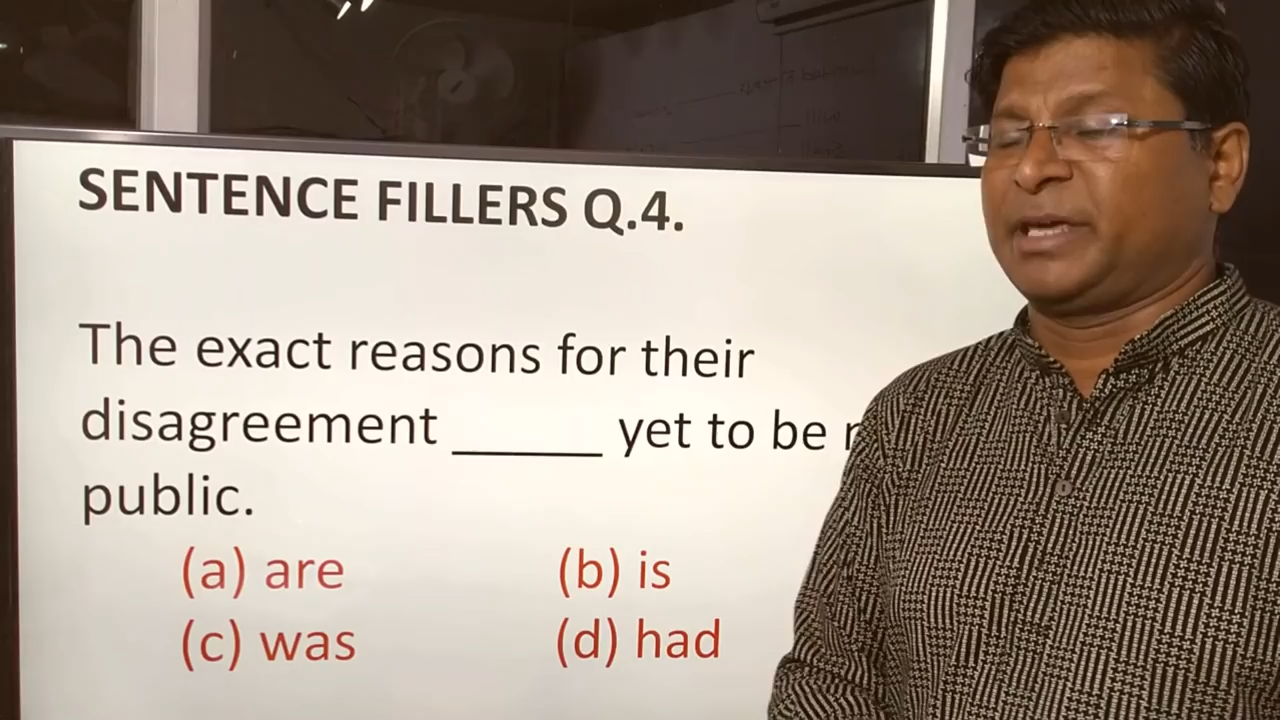 SENTENCE FILLERS Q.4.
The exact reasons for their
disagreement ______ yet to be
public.
(a) are (b) is
(c) was (d) had